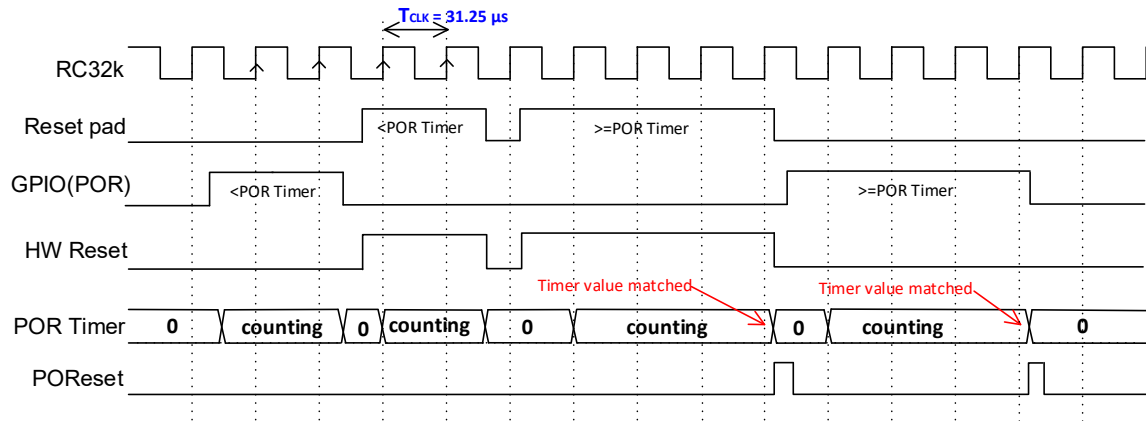 TCLK = 31.25 µs
RC32k
Reset pad
<POR Timer
>=POR Timer
GPIO(POR)
<POR Timer
>=POR Timer
HW Reset
Timer value matched
Timer value matched
POR Timer
0
counting
0
counting
0
counting
0
counting
0
POReset